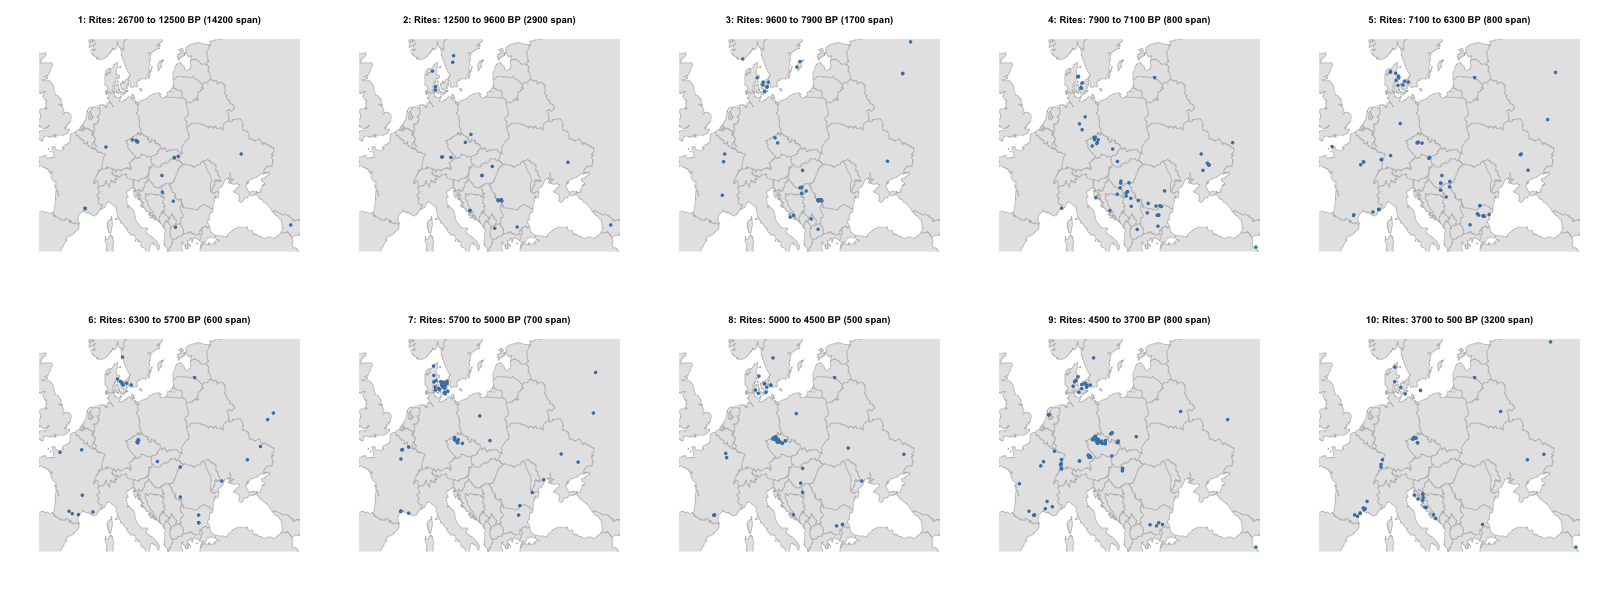 1: Rites: 26700 to 12500 BP (14200 span)
2: Rites: 12500 to 9600 BP (2900 span)
3: Rites: 9600 to 7900 BP (1700 span)
4: Rites: 7900 to 7100 BP (800 span)
5: Rites: 7100 to 6300 BP (800 span)
6: Rites: 6300 to 5700 BP (600 span)
7: Rites: 5700 to 5000 BP (700 span)
8: Rites: 5000 to 4500 BP (500 span)
9: Rites: 4500 to 3700 BP (800 span)
10: Rites: 3700 to 500 BP (3200 span)